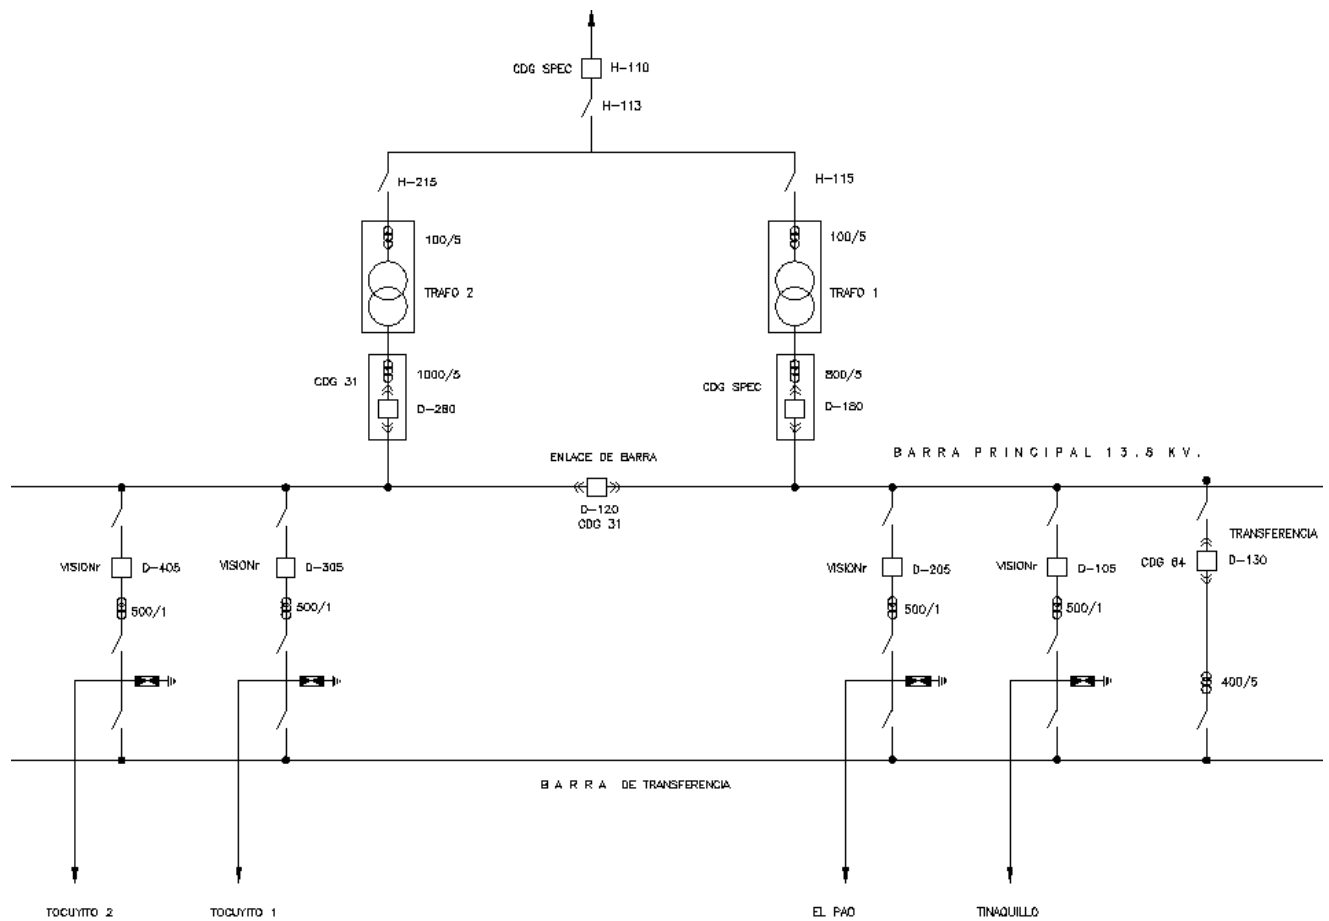 CDG SPEC H-110
H-113
H-215
H-115
100/5
100/5
TRAFO 2
TRAFO 1
CDG 31
1000/5
D-280
CDG SPEC
800/5
D-180
ENLACE DE BARRA
BARRA PRINCIPAL 13.8 KV.
D-120
CDG 31
TRANSFERENCIA
VISIONr D-405
VISIONr D-305
VISIONr D-205
VISIONr D-105
CDG 64 D-130
500/1
500/1
500/1
500/1
400/5
BARRA DE TRANSFERENCIA
TOCUYITO 2
TOCUYITO 1
EL PAO
TINAQUILLO